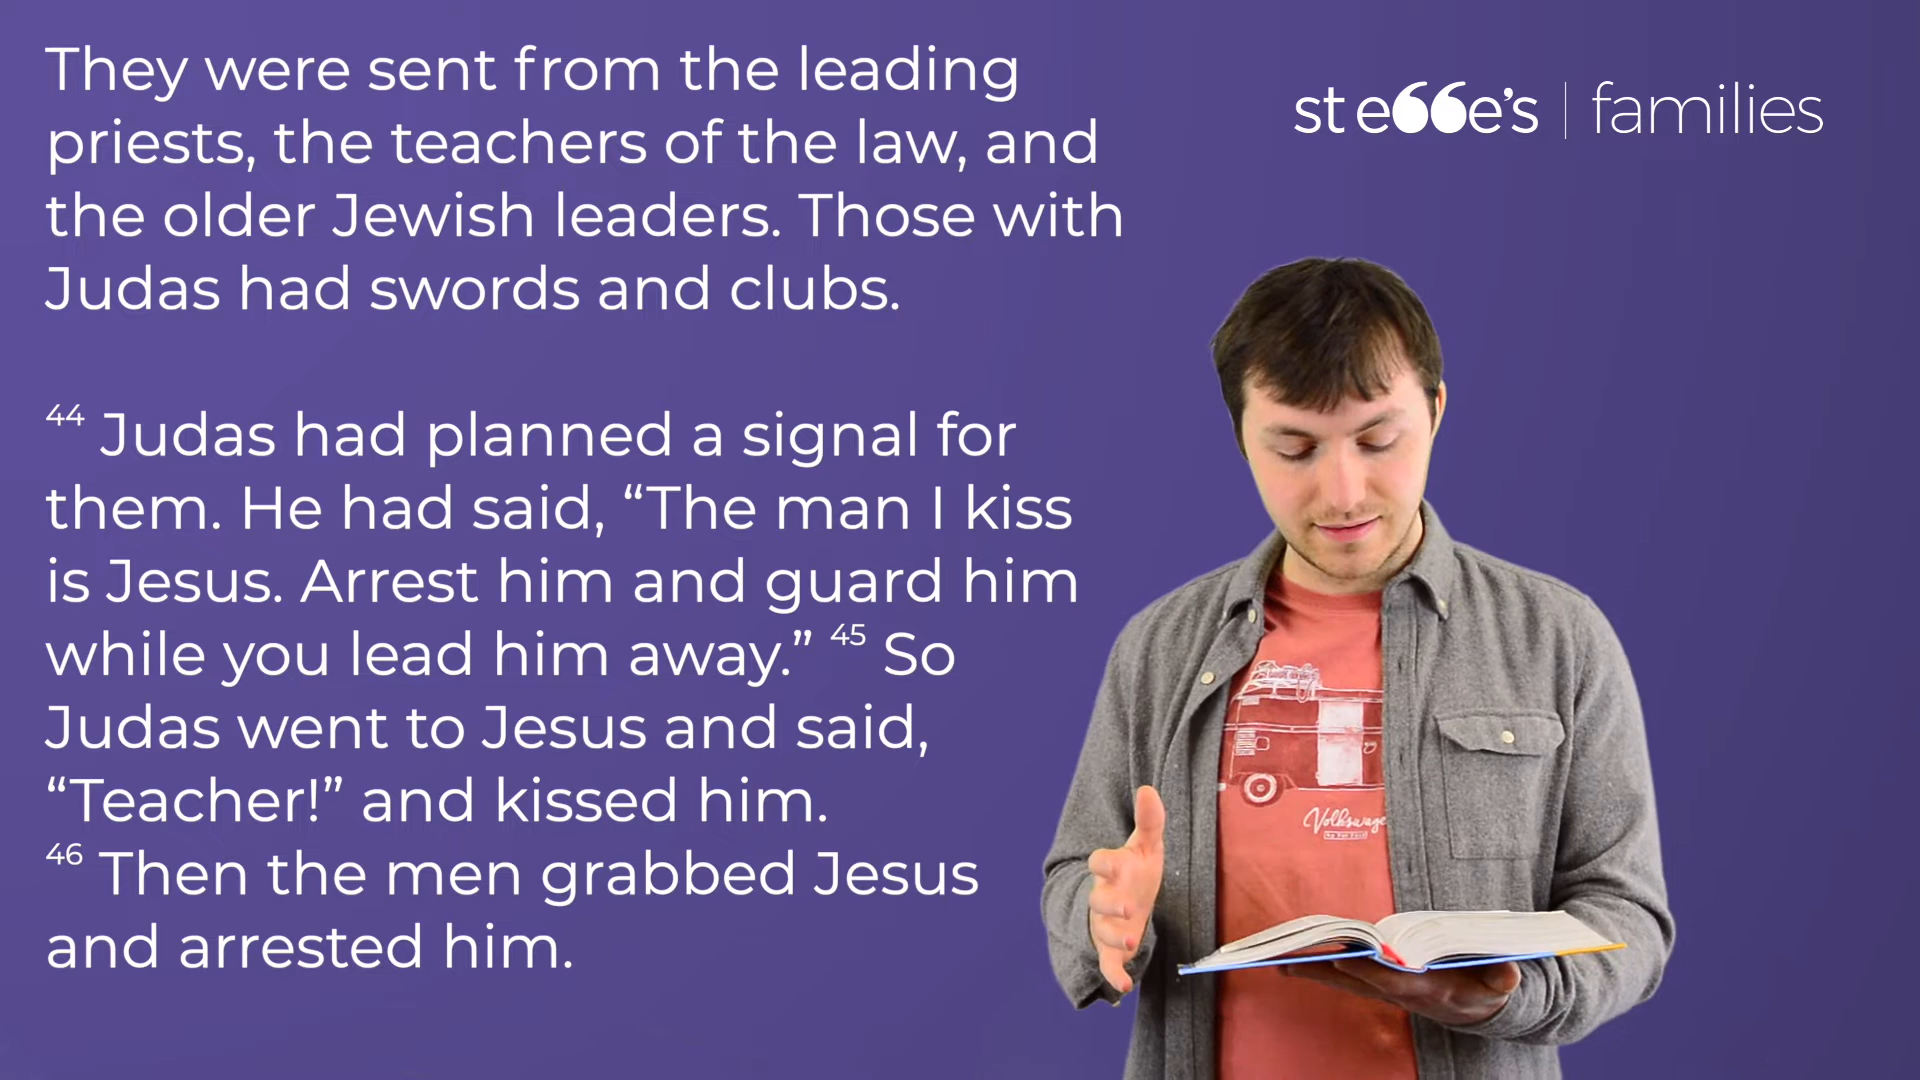 They were sent from the leading
priests, the teachers of the law, and
the older Jewish leaders. Those with
Judas had swords and clubs.
44 Judas had planned a signal for
them. He had said, “The man I kiss
is Jesus. Arrest him and guard him
while you lead him away.” 45 So
Judas went to Jesus and said,
“Teacher!” and kissed him.
46 Then the men grabbed Jesus
and arrested him.
st e66e’s | families
Volkswage